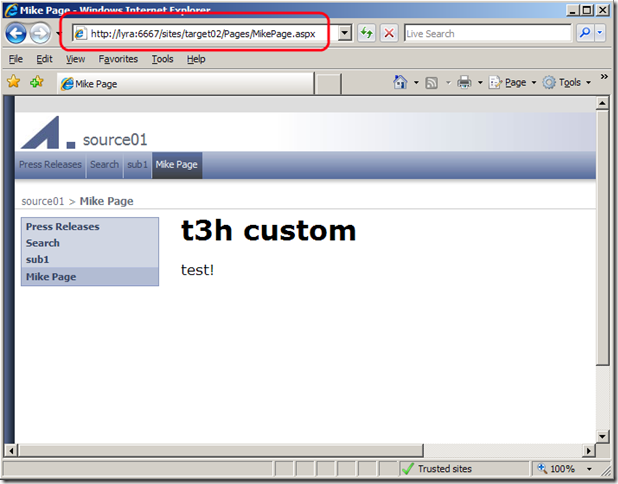 Mike Page - Windows Internet Explorer
http://lyra:6667/sites/target02/Pages/MikePage.aspx
Live Search
File Edit View Favorites Tools Help
Mike Page
Page Tools »
source01
Press Releases Search sub1 Mike Page
source01 > Mike Page
Press Releases
Search
sub1
Mike Page
t3h custom
test!
Trusted sites 100%